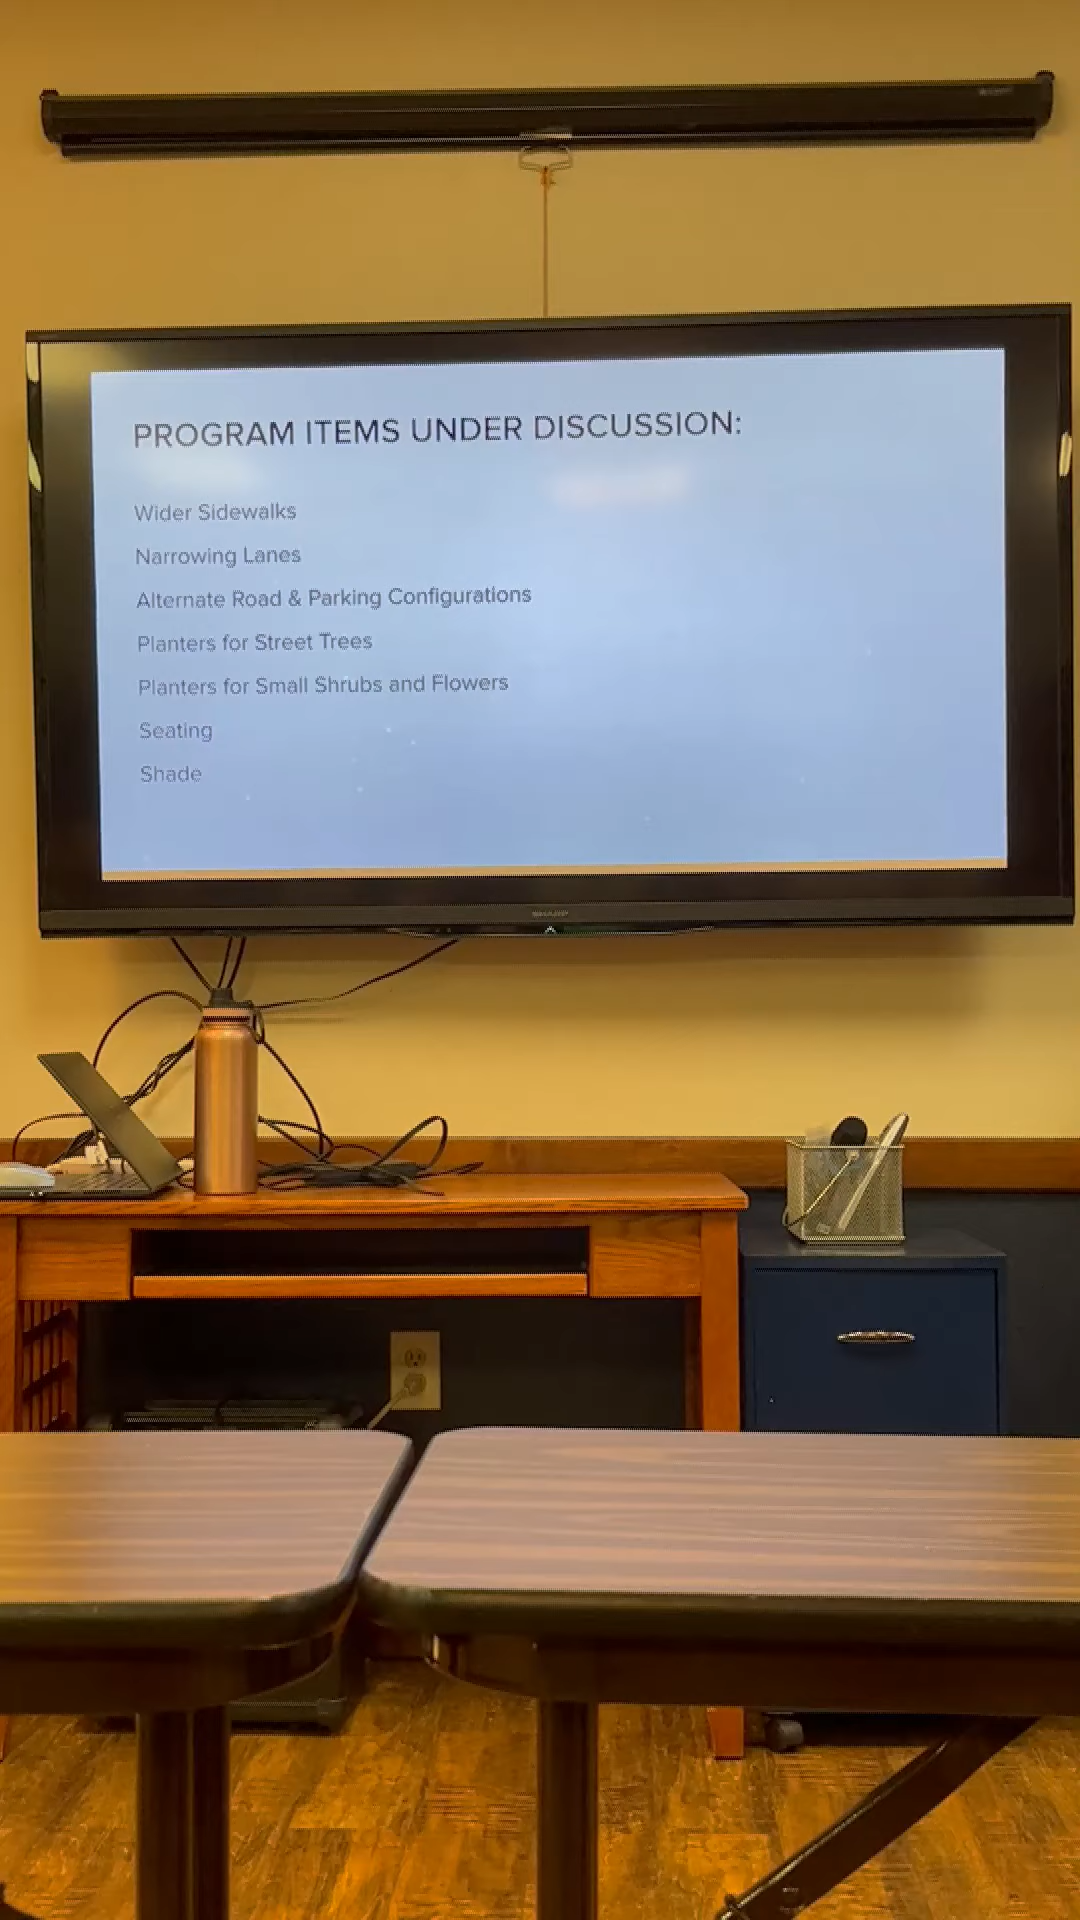 PROGRAM ITEMS UNDER DISCUSSION:
Wider Sidewalks
Narrowing Lanes
Alternate Road & Parking Configurations
Planters for Street Trees
Planters for Small Shrubs and Flowers
Seating
Shade
SHARP